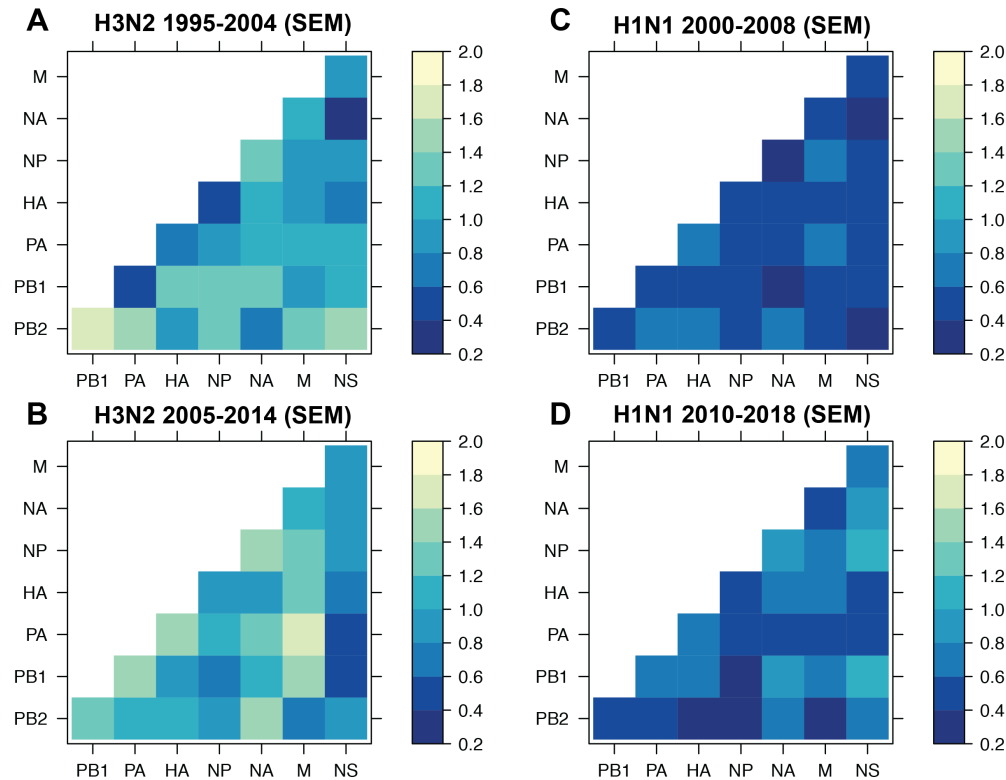 A H3N2 1995-2004 (SEM)
M
NA
NP
HA
PA
PB1
PB2
PB1 PA HA NP NA M NS
2.0
1.8
1.6
1.4
1.2
1.0
0.8
0.6
0.4
0.2
C H1N1 2000-2008 (SEM)
M
NA
NP
HA
PA
PB1
PB2
PB1 PA HA NP NA M NS
2.0
1.8
1.6
1.4
1.2
1.0
0.8
0.6
0.4
0.2
B H3N2 2005-2014 (SEM)
M
NA
NP
HA
PA
PB1
PB2
PB1 PA HA NP NA M NS
2.0
1.8
1.6
1.4
1.2
1.0
0.8
0.6
0.4
0.2
D H1N1 2010-2018 (SEM)
M
NA
NP
HA
PA
PB1
PB2
PB1 PA HA NP NA M NS
2.0
1.8
1.6
1.4
1.2
1.0
0.8
0.6
0.4
0.2